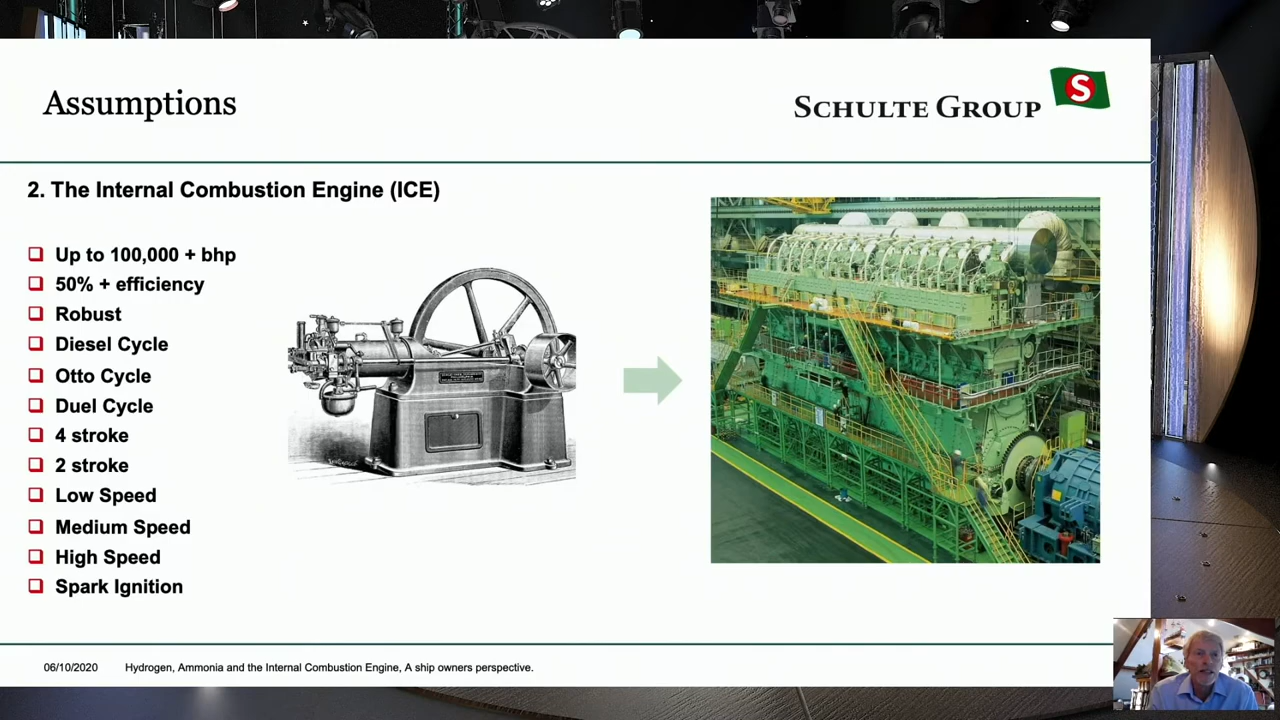 Assumptions
SCHULTE GROUP
S
2. The Internal Combustion Engine (ICE)
Up to 100,000 + bhp
50% + efficiency
Robust
Diesel Cycle
Otto Cycle
Duel Cycle
4 stroke
2 stroke
Low Speed
Medium Speed
High Speed
Spark Ignition
06/10/2020
Hydrogen, Ammonia and the Internal Combustion Engine, A ship owners perspective.